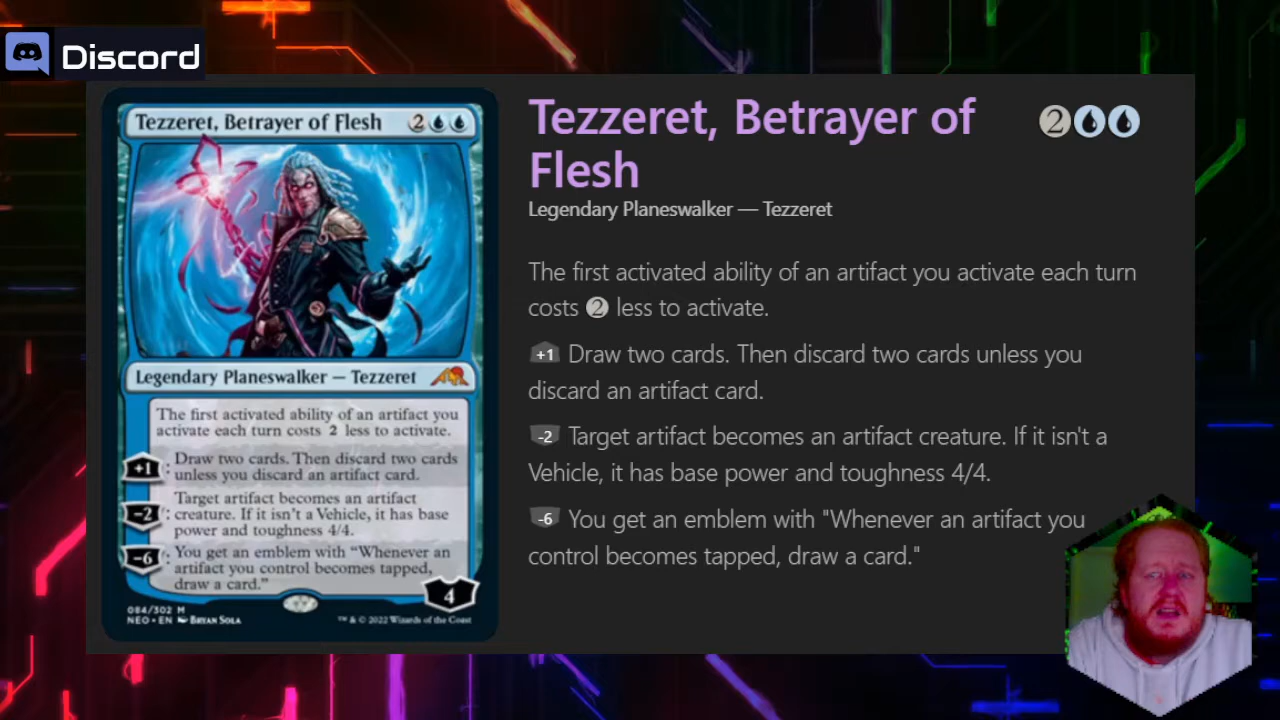 Discord
Tezzeret, Betrayer of Flesh 2
Legendary Planeswalker — Tezzeret
The first activated ability of an artifact you
activate each turn costs 2 less to activate.
+1: Draw two cards. Then discard two cards
unless you discard an artifact card.
-2: Target artifact becomes an artifact
creature. If it isn't a Vehicle, it has base
power and toughness 4/4.
-6: You get an emblem with “Whenever an
artifact you control becomes tapped,
draw a card.”
4
084/302 M
NEO • EN Bryan Sola
™ & © 2022 Wizards of the Coast
Tezzeret, Betrayer of 2
Flesh
Legendary Planeswalker — Tezzeret
The first activated ability of an artifact you activate each turn
costs 2 less to activate.
+1 Draw two cards. Then discard two cards unless you
discard an artifact card.
-2 Target artifact becomes an artifact creature. If it isn't a
Vehicle, it has base power and toughness 4/4.
-6 You get an emblem with "Whenever an artifact you
control becomes tapped, draw a card."